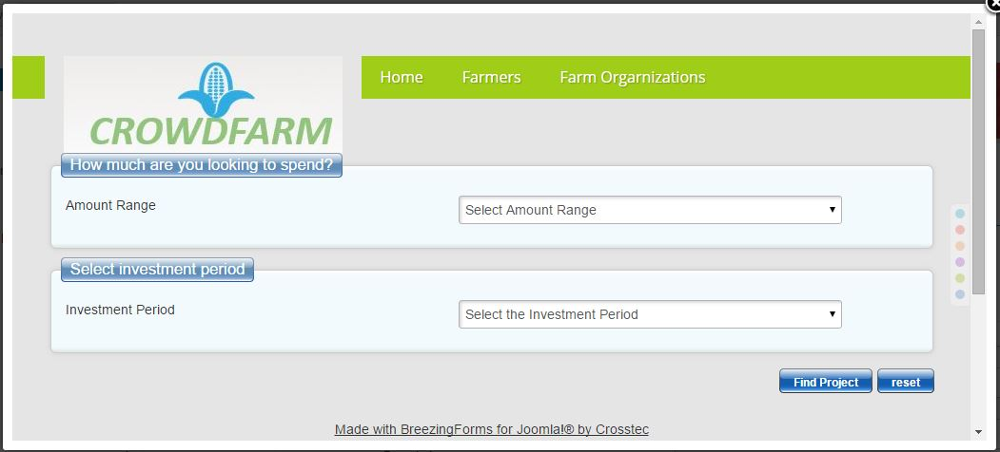 Home Farmers Farm Orgarnizations
CROWDFARM
How much are you looking to spend?
Amount Range Select Amount Range
Select investment period
Investment Period Select the Investment Period
Find Project reset
Made with BreezingForms for Joomla!® by Crosstec